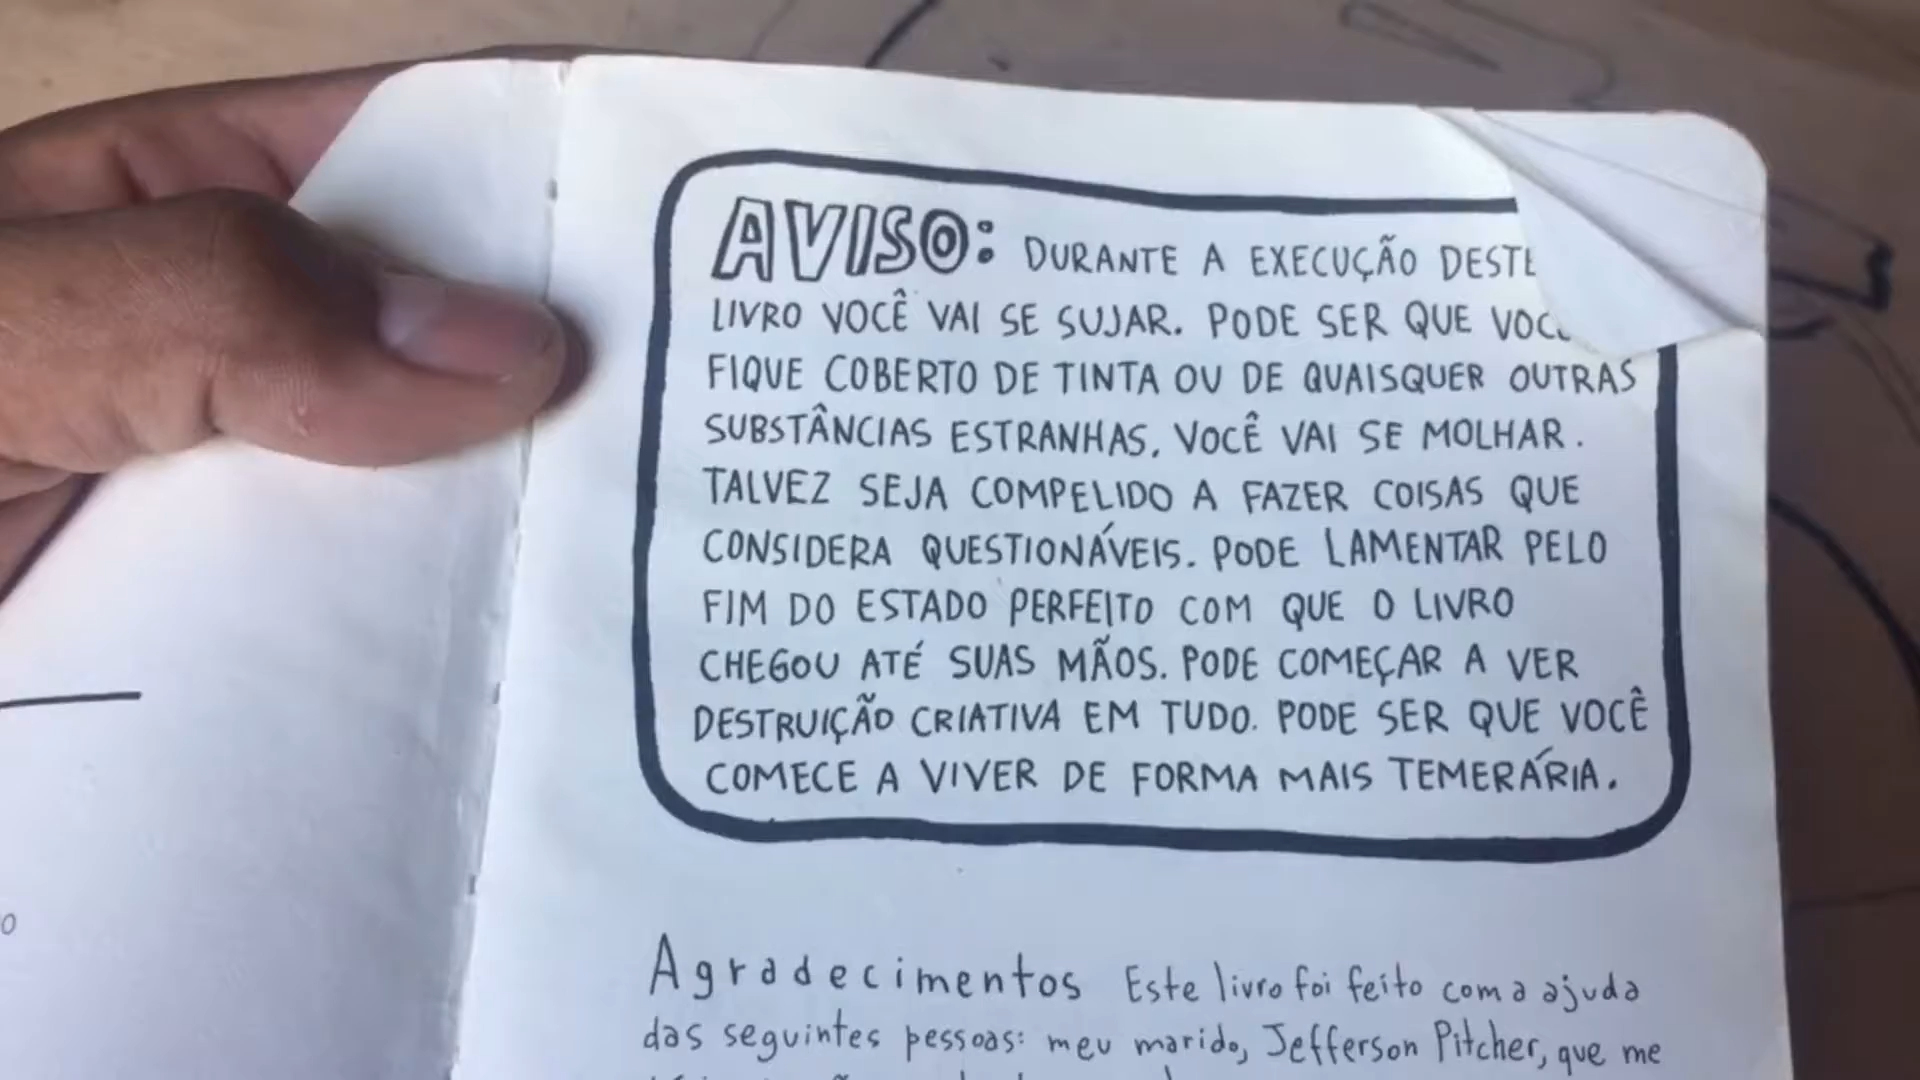 AVISO: DURANTE A EXECUÇÃO DESTE
LIVRO VOCÊ VAI SE SUJAR. PODE SER QUE VOCÊ
FIQUE COBERTO DE TINTA OU DE QUAISQUER OUTRAS
SUBSTÂNCIAS ESTRANHAS. VOCÊ VAI SE MOLHAR.
TALVEZ SEJA COMPELIDO A FAZER COISAS QUE
CONSIDERA QUESTIONÁVEIS. PODE LAMENTAR PELO
FIM DO ESTADO PERFEITO COM QUE O LIVRO
CHEGOU ATÉ SUAS MÃOS. PODE COMEÇAR A VER
DESTRUIÇÃO CRIATIVA EM TUDO. PODE SER QUE VOCÊ
COMECE A VIVER DE FORMA MAIS TEMERÁRIA.
Agradecimentos Este livro foi feito com a ajuda
das seguintes pessoas: meu marido, Jefferson Pitcher, que me